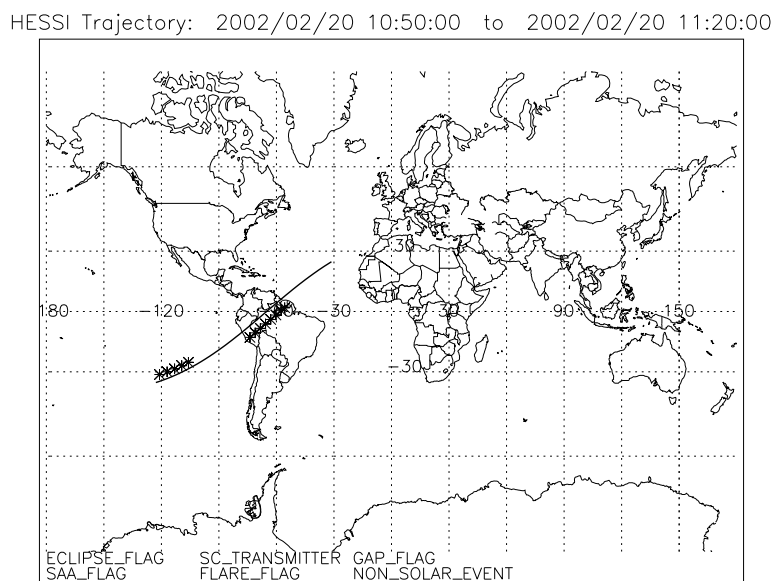 HESSI Trajectory: 2002/02/20 10:50:00 to 2002/02/20 11:20:00
30
180 -120 -30 30 90 150
-30
ECLIPSE_FLAG SC_TRANSMITTER GAP_FLAG
SAA_FLAG FLARE_FLAG NON_SOLAR_EVENT